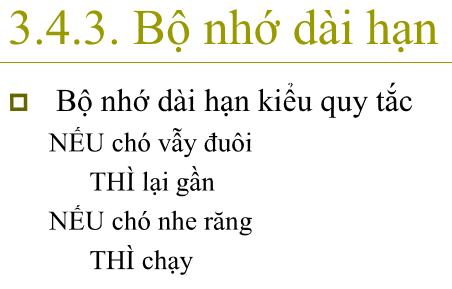 3.4.3. Bộ nhớ dài hạn
Bộ nhớ dài hạn kiểu quy tắc
NẾU chó vẫy đuôi
THÌ lại gần
NẾU chó nhe răng
THÌ chạy